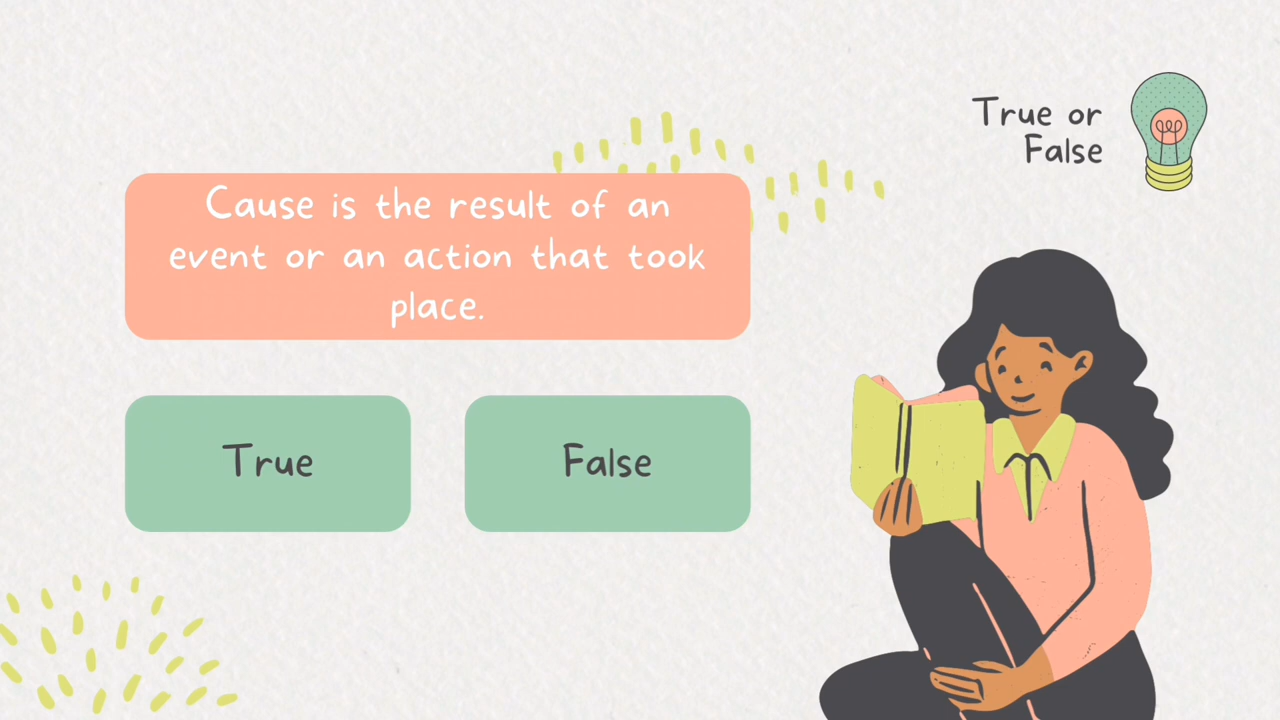 True or
False
Cause is the result of an
event or an action that took
place.
True
False